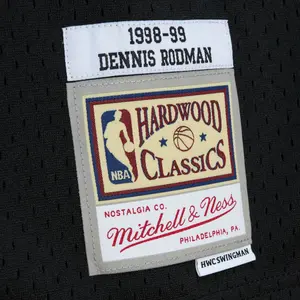 1998-99
DENNIS RODMAN
HARDWOOD
NBA
CLASSICS
NOSTALGIA CO.
Mitchell & Ness
PHILADELPHIA, PA.
HWC SWINGMAN